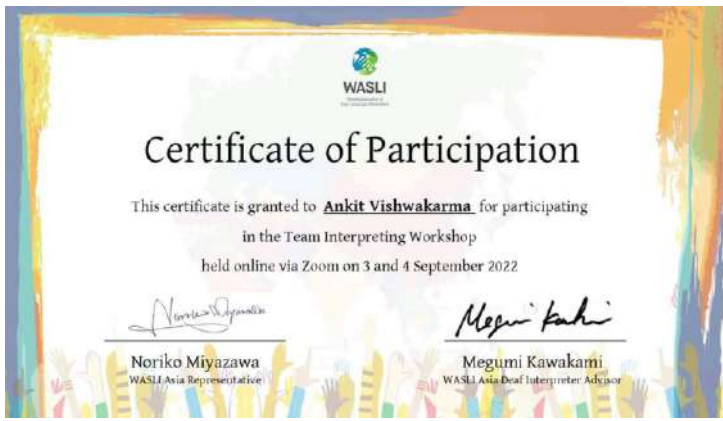 WASLI
Certificate of Participation
This certificate is granted to Ankit Vishwakarma for participating
in the Team Interpreting Workshop
held online via Zoom on 3 and 4 September 2022
Noriko Miyazawa
Megumi Kawakami
WASLI Asia Representative
WASLI Asia Deaf Interpreter Advisor